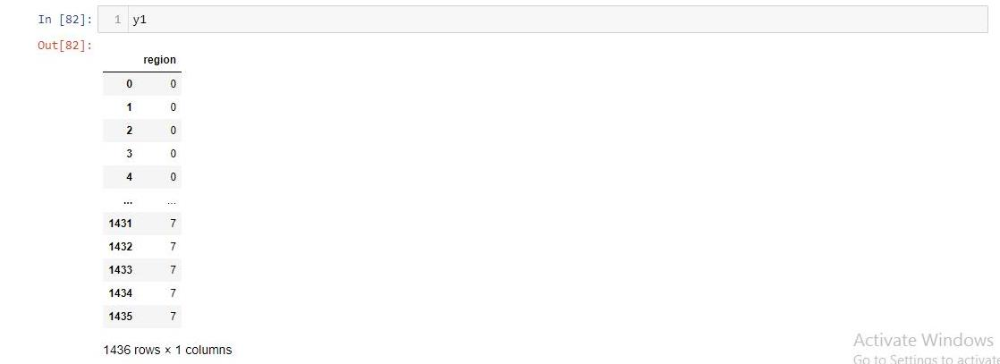 In [82]: 1 y1
Out[82]:
region
0 0
1 0
2 0
3 0
4 0
... ...
1431 7
1432 7
1433 7
1434 7
1435 7
1436 rows × 1 columns
Activate Windows
Go to Settings to activate